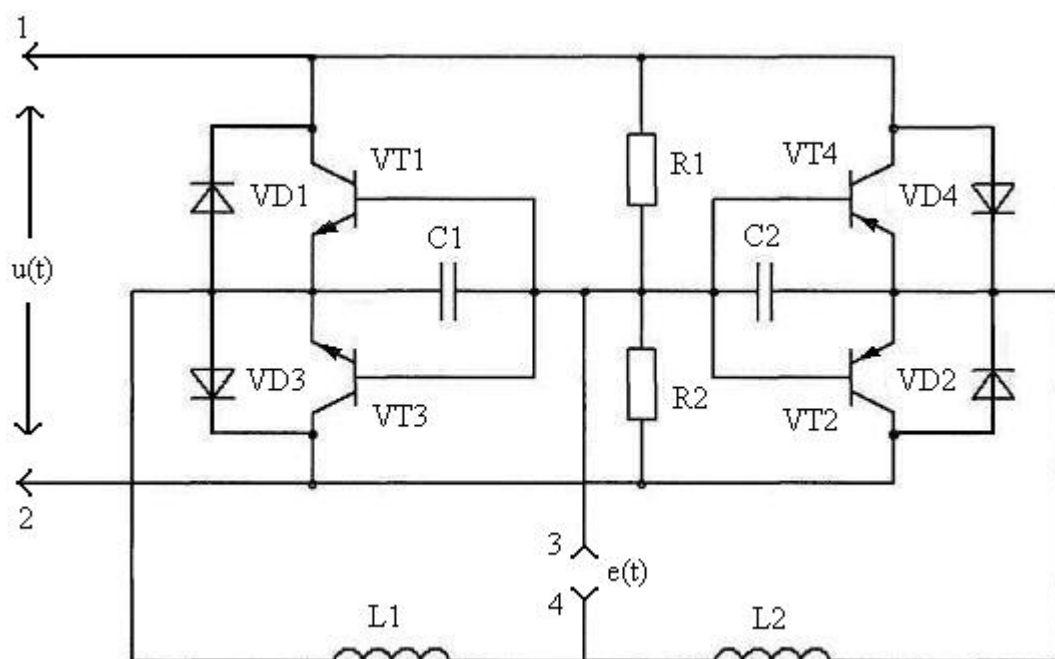 1
VT1
R1
VT4
VD1
VD4
C1
C2
u(t)
VD3
VD2
R2
VT3
VT2
2
3
e(t)
4
L1
L2